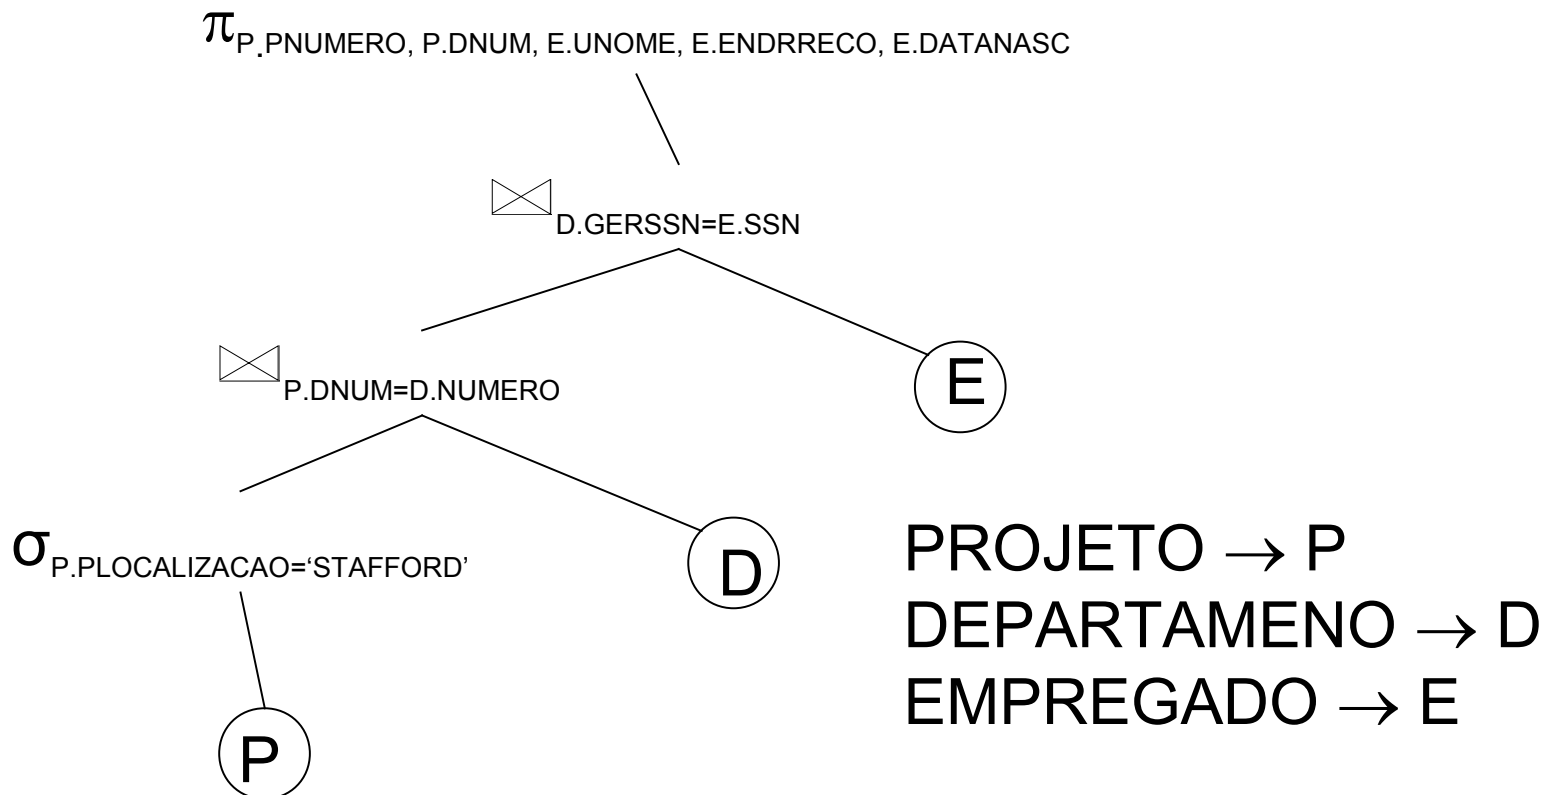 πP.PNUMERO, P.DNUM, E.UNOME, E.ENDRRECO, E.DATANASC
D.GERSSN=E.SSN
P.DNUM=D.NUMERO
E
σP.PLOCALIZACAO=‘STAFFORD’
D
P
PROJETO → P
DEPARTAMENO → D
EMPREGADO → E